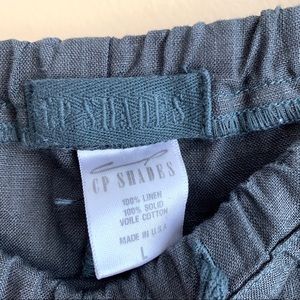 CP SHADES
CP SHADES
100% LINEN
100% SOLID
VOILE COTTON
MADE IN U.S.A
L